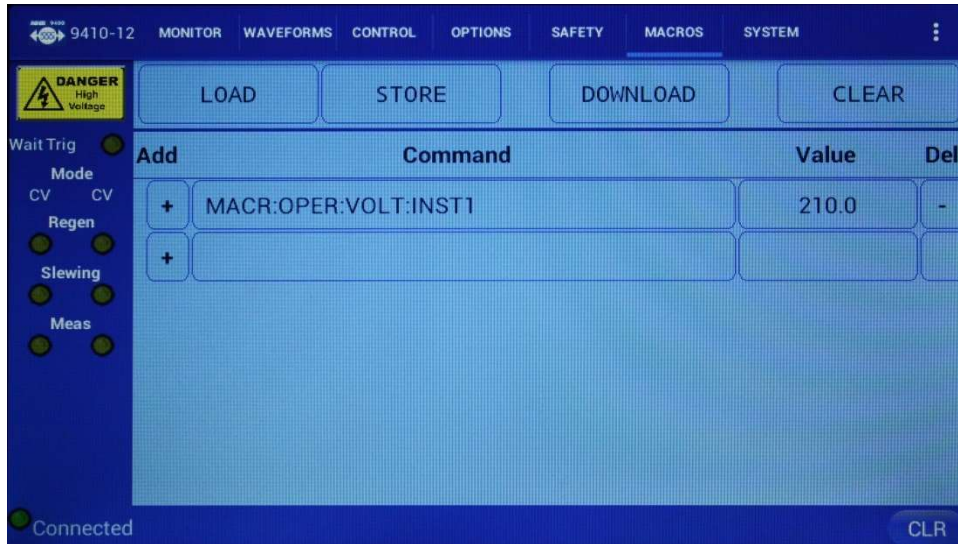 9410-12 MONITOR WAVEFORMS CONTROL OPTIONS SAFETY MACROS SYSTEM
DANGER
High
Voltage
LOAD STORE DOWNLOAD CLEAR
Wait Trig
Mode
CV CV
Regen
Slewing
Meas
Add Command Value Del
+ MACR:OPER:VOLT:INST1 210.0 -
+
Connected
CLR